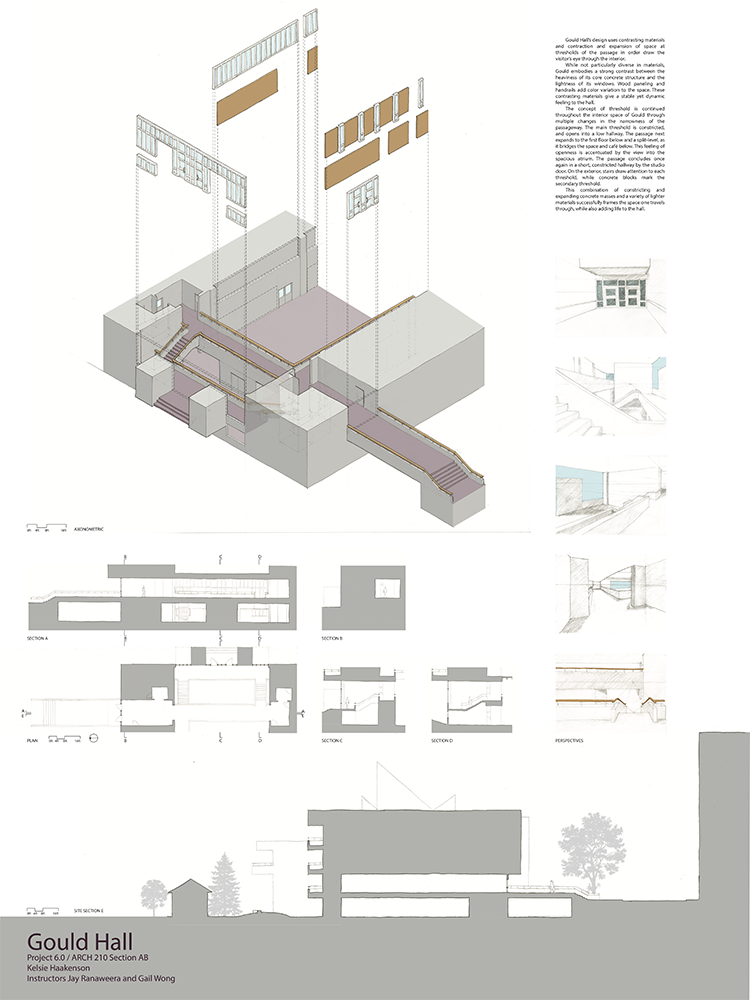 Gould Hall's design uses contrasting materials
and contraction and expansion of space at
thresholds of the passage in order draw the
visitor's eye through the interior.
While not particularly diverse in materials,
Gould embodies a strong contrast between the
heaviness of its core concrete structure and the
lightness of its windows. Wood paneling and
handrails add color variation to the space. These
contrasting materials give a stable yet dynamic
feeling to the hall.
The concept of threshold is continued
throughout the interior space of Gould through
multiple changes in the narrowness of the
passageway. The main threshold is constricted,
and opens into a low hallway. The passage next
expands to the first floor below and a split-level, as
it bridges the space and café below. This feeling of
openness is accentuated by the view into the
spacious atrium. The passage concludes once
again in a short, constricted hallway by the studio
door. On the exterior, stairs draw attention to each
threshold, while concrete blocks mark the
secondary threshold.
This combination of constricting and
expanding concrete masses and a variety of lighter
materials successfully frames the space one travels
through, while also adding life to the hall.
AXONOMETRIC
B C D
SECTION A
B C D
SECTION B
PLAN
B C D
SECTION C
SECTION D
PERSPECTIVES
SITE SECTION E
Gould Hall
Project 6.0 / ARCH 210 Section AB
Kelsie Haakenson
Instructors Jay Ranaweera and Gail Wong